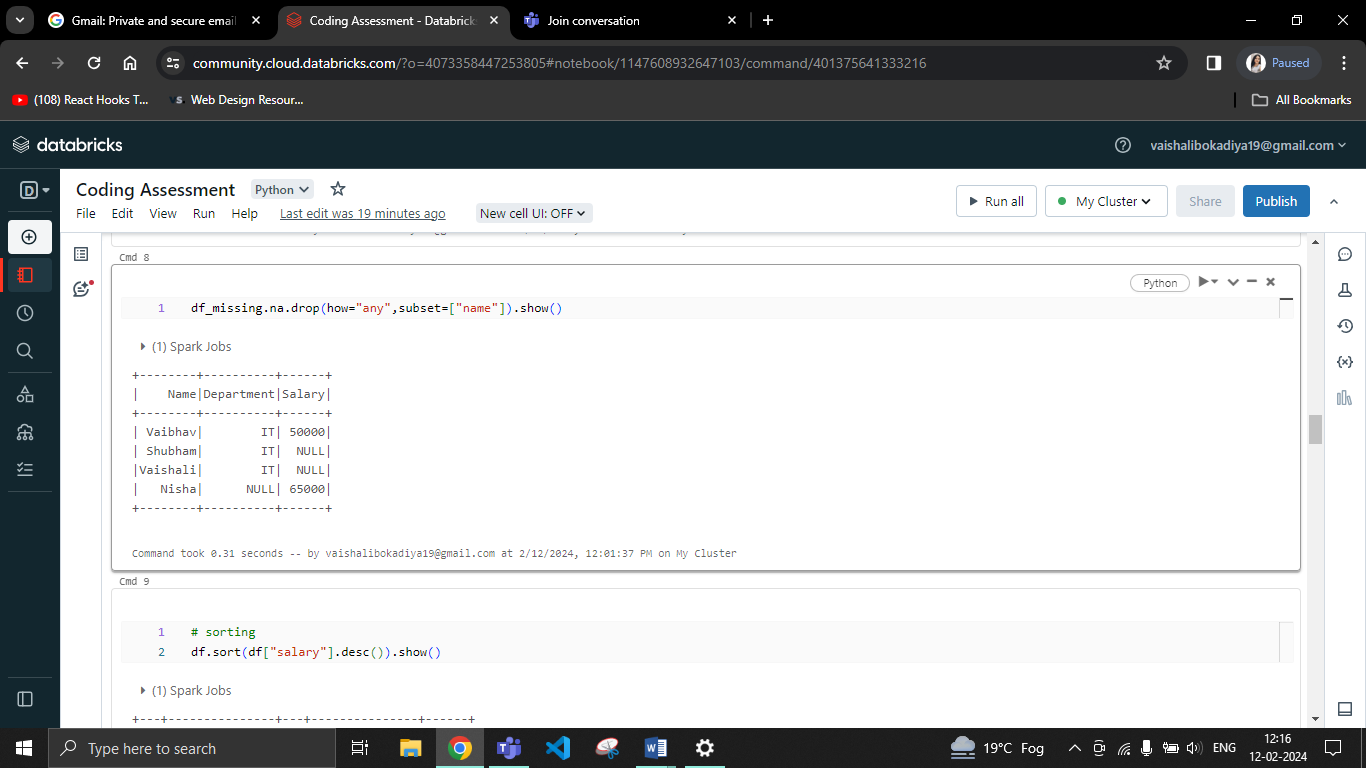 Gmail: Private and secure email
Coding Assessment - Databrick
Join conversation
community.cloud.databricks.com/?o=4073358447253805#notebook/1147608932647103/command/401375641333216
Paused
(108) React Hooks T...
VS
Web Design Resour...
All Bookmarks
databricks
vaishalibokadiya19@gmail.com
D
Coding Assessment
Python
File Edit View Run Help Last edit was 19 minutes ago New cell UI: OFF
Run all
My Cluster
Share
Publish
Cmd 8
Python
1 df_missing.na.drop(how="any",subset=["name"]).show()
(1) Spark Jobs
+--------+----------+------+
|    Name|Department|Salary|
+--------+----------+------+
| Vaibhav|        IT| 50000|
| Shubham|        IT|  NULL|
|Vaishali|        IT|  NULL|
|   Nisha|      NULL| 65000|
+--------+----------+------+
Command took 0.31 seconds -- by vaishalibokadiya19@gmail.com at 2/12/2024, 12:01:37 PM on My Cluster
Cmd 9
1 # sorting
2 df.sort(df["salary"].desc()).show()
(1) Spark Jobs
+---+---------------+---+---------------+------+
Type here to search
19°C Fog
ENG
12:16
12-02-2024